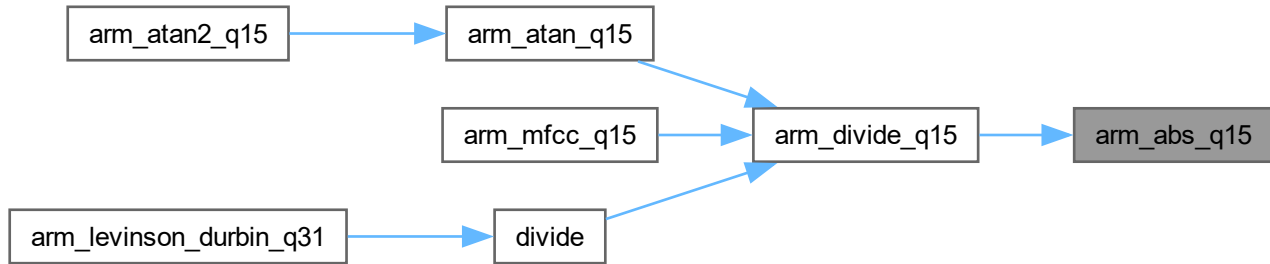 arm_atan2_q15
arm_atan_q15
arm_mfcc_q15
arm_divide_q15
arm_abs_q15
arm_levinson_durbin_q31
divide